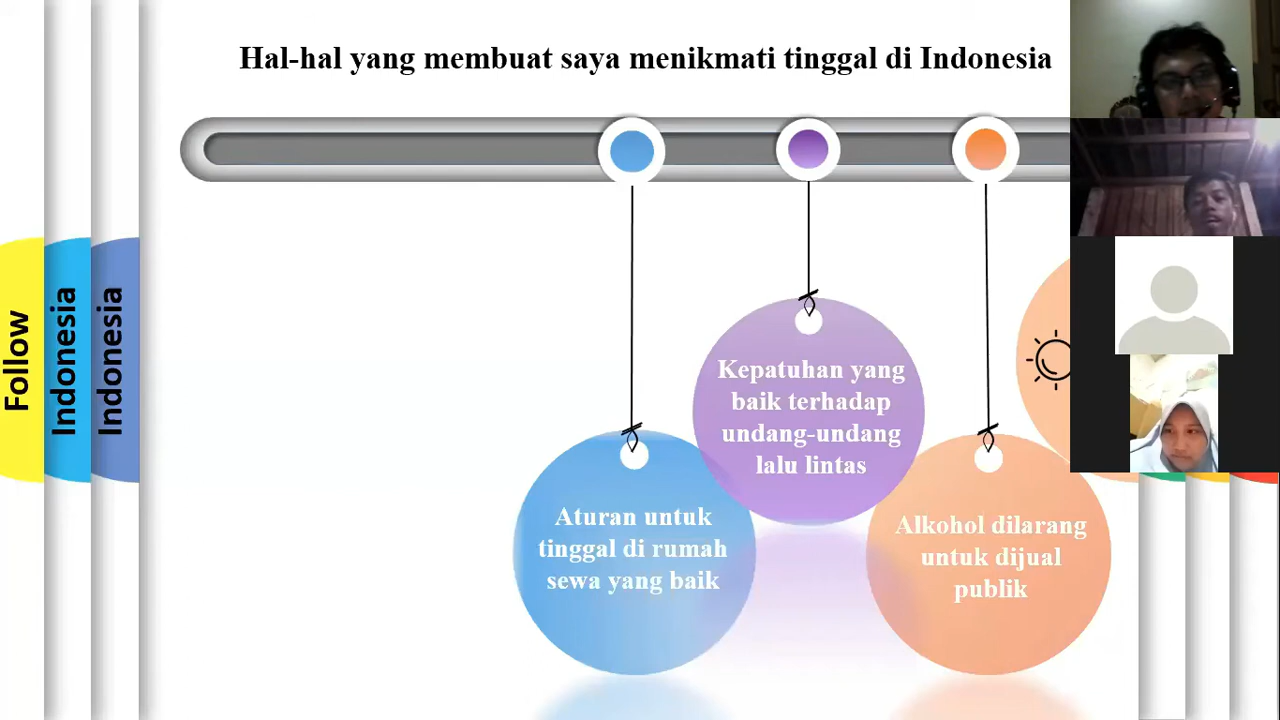 Hal-hal yang membuat saya menikmati tinggal di Indonesia
Follow
Indonesia
Indonesia
Aturan untuk
tinggal di rumah
sewa yang baik
Kepatuhan yang
baik terhadap
undang-undang
lalu lintas
Alkohol dilarang
untuk dijual
publik